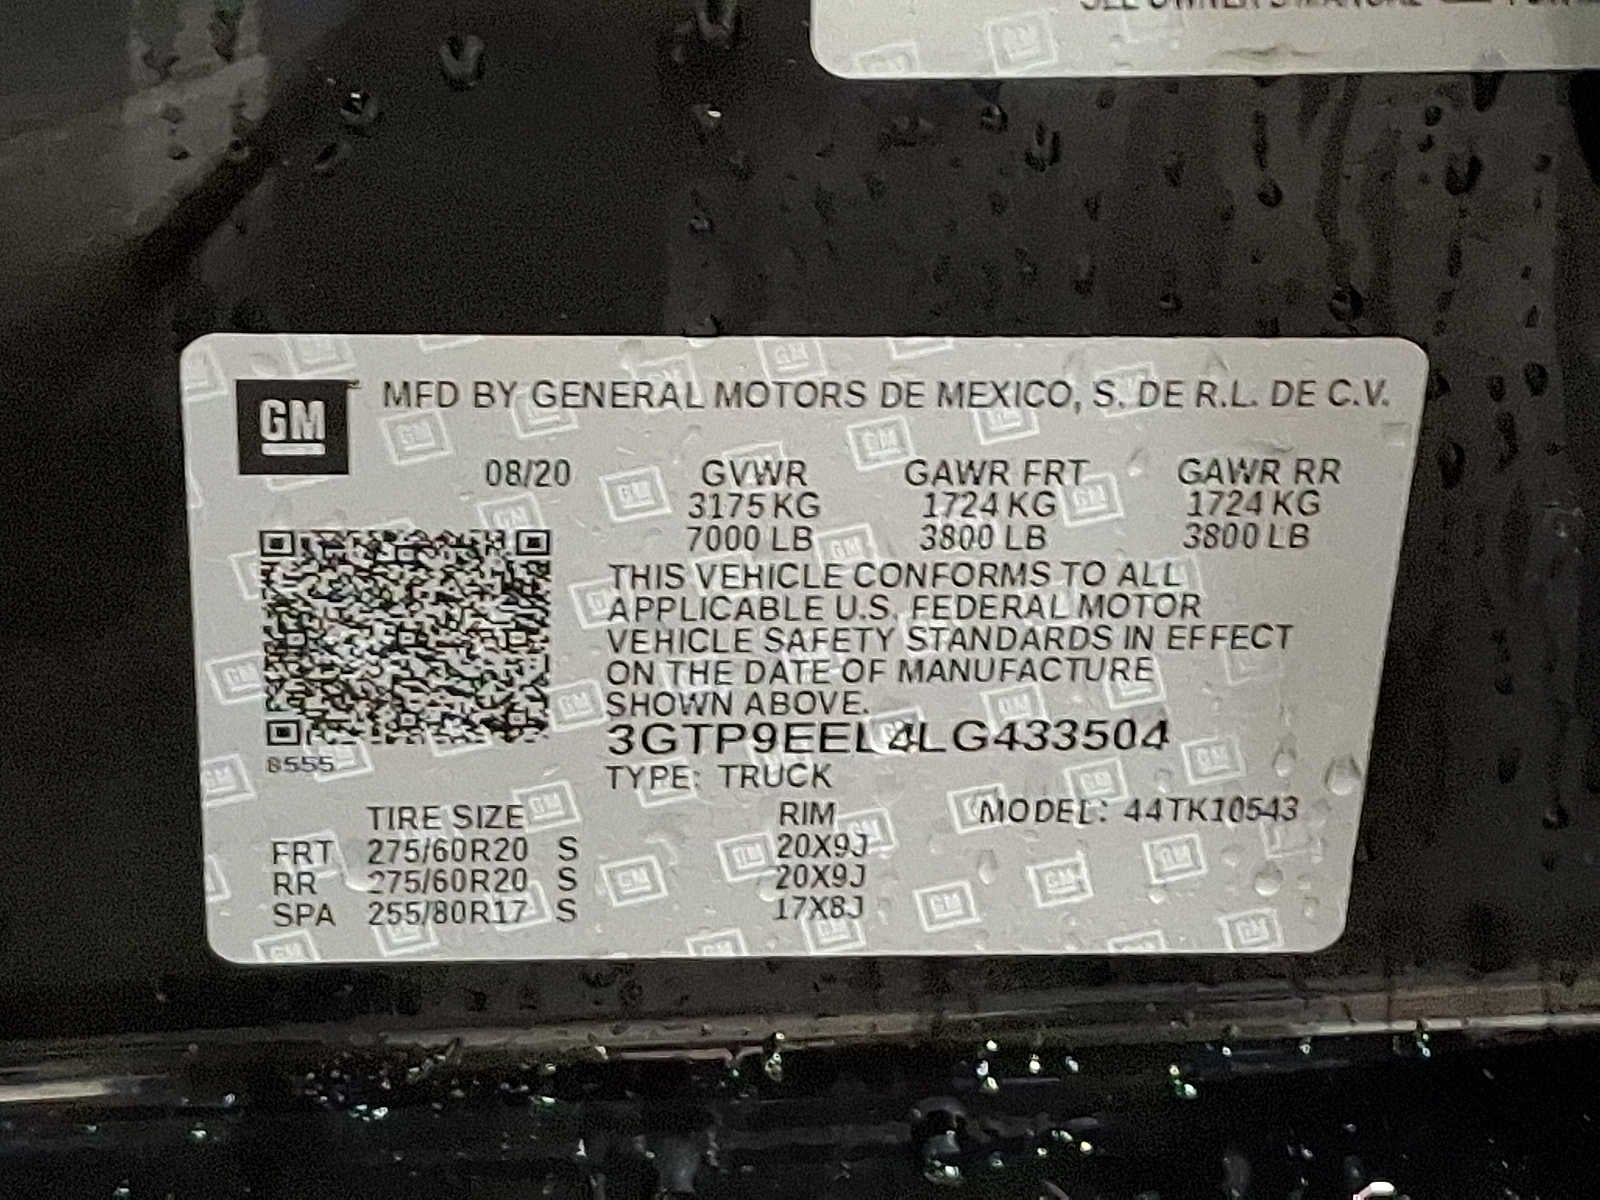 SEE OWNER'S MANUAL
GM
MFD BY GENERAL MOTORS DE MEXICO, S. DE R.L. DE C.V.
08/20 GVWR GAWR FRT GAWR RR
3175 KG 1724 KG 1724 KG
7000 LB 3800 LB 3800 LB
THIS VEHICLE CONFORMS TO ALL
APPLICABLE U.S. FEDERAL MOTOR
VEHICLE SAFETY STANDARDS IN EFFECT
ON THE DATE OF MANUFACTURE
SHOWN ABOVE.
3GTP9EEL4LG433504
8555
TYPE: TRUCK
TIRE SIZE RIM MODEL: 44TK10543
FRT 275/60R20 S 20X9J
RR 275/60R20 S 20X9J
SPA 255/80R17 S 17X8J